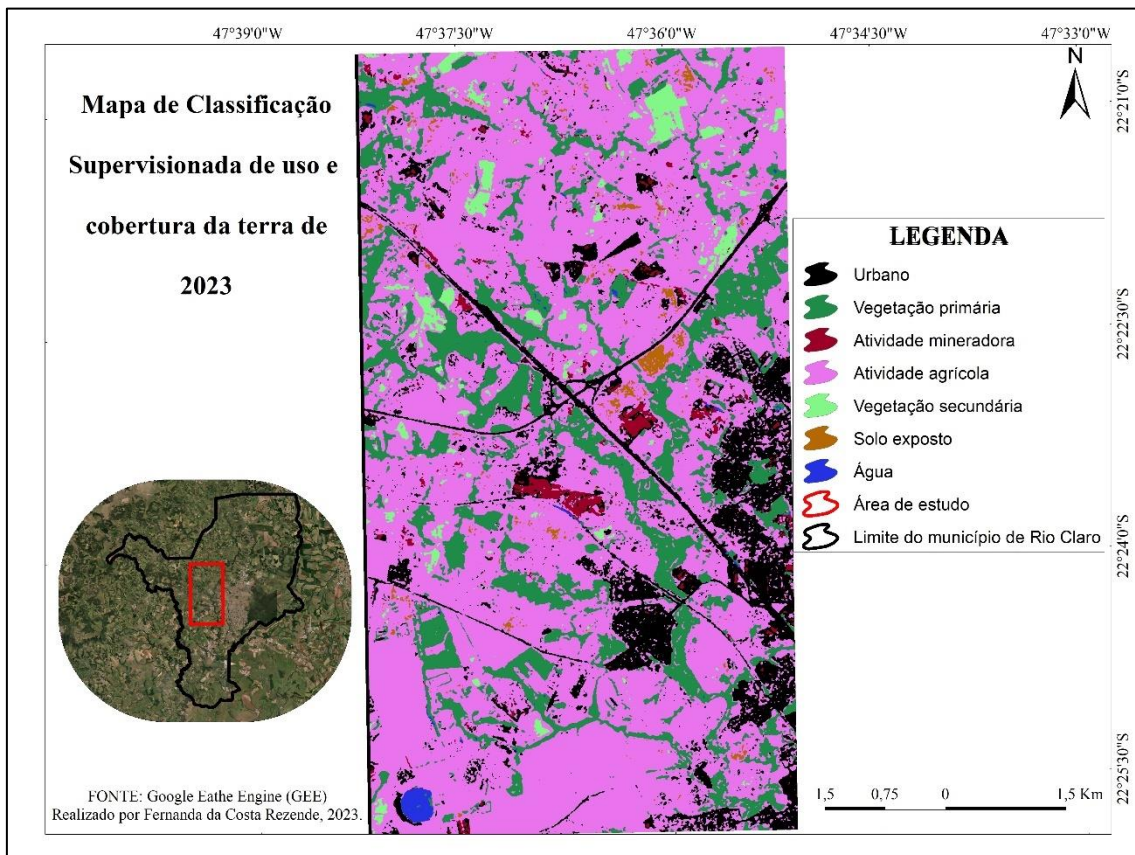 47°39'0"W
47°37'30"W
47°36'0"W
47°34'30"W
47°33'0"W
N
Mapa de Classificação
Supervisionada de uso e
cobertura da terra de
2023
22°21'0"S
22°22'30"S
22°24'0"S
22°25'30"S
LEGENDA
Urbano
Vegetação primária
Atividade mineradora
Atividade agrícola
Vegetação secundária
Solo exposto
Água
Área de estudo
Limite do município de Rio Claro
FONTE: Google Eathe Engine (GEE)
Realizado por Fernanda da Costa Rezende, 2023.
1,5 0,75 0 1,5 Km